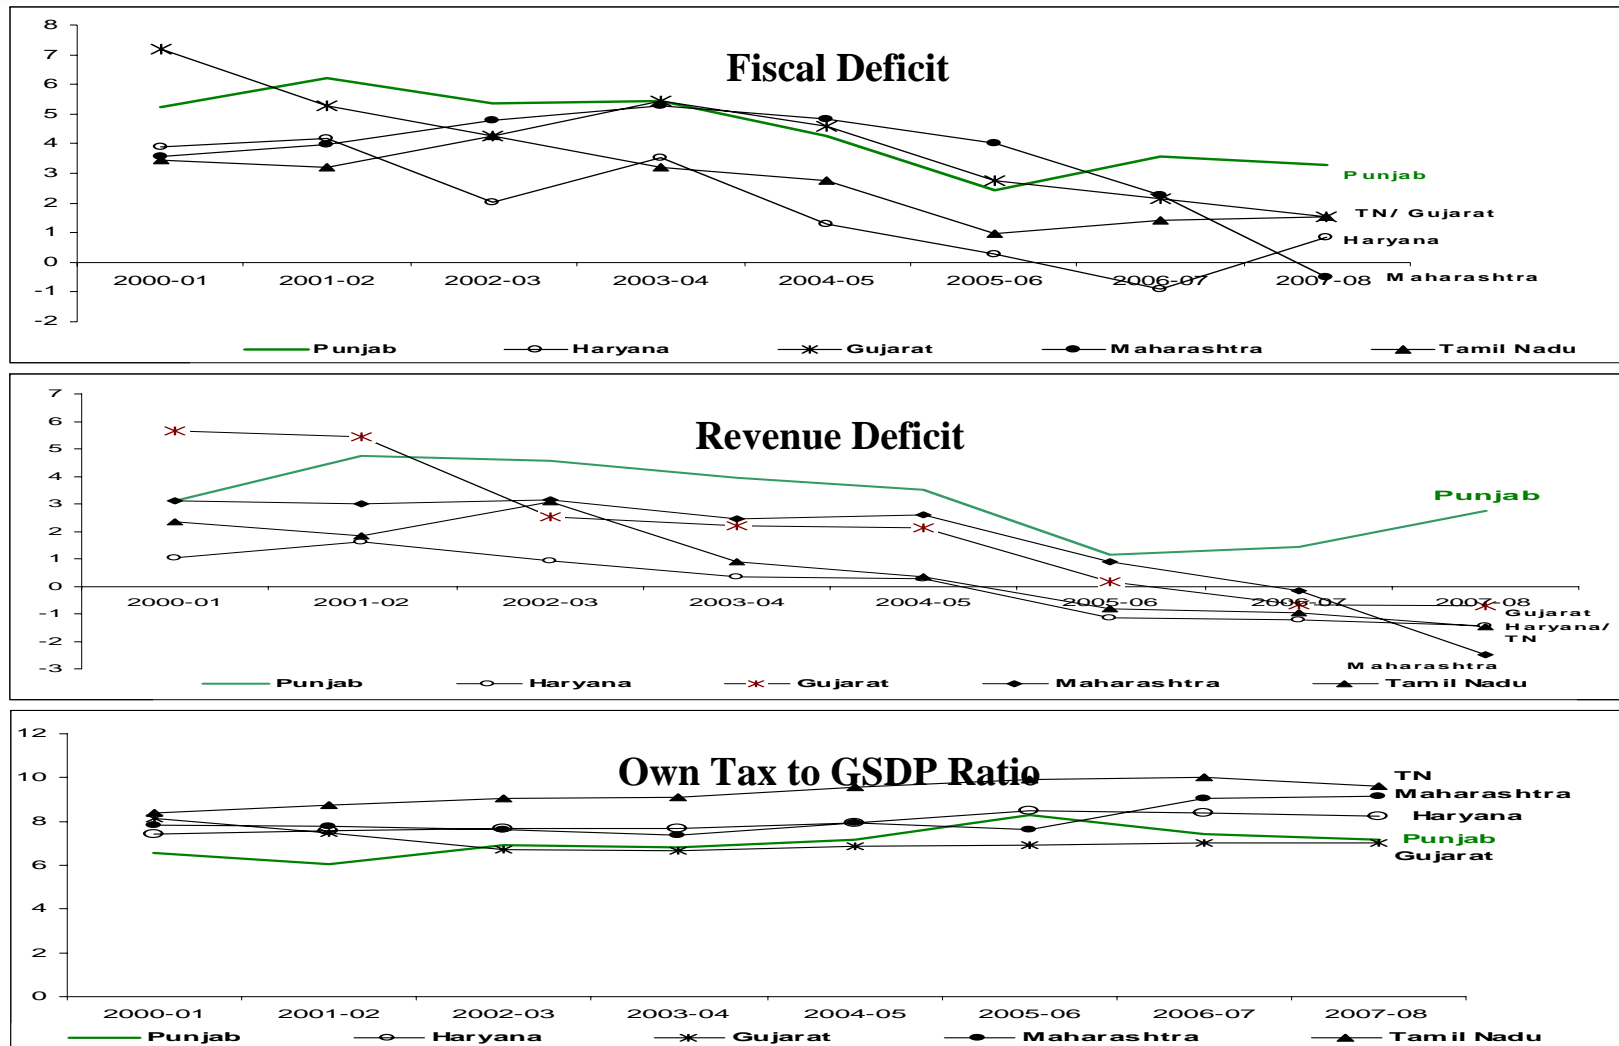 8
7
6
5
4
3
2
1
0
-1
-2
Fiscal Deficit
Punjab
TN/ Gujarat
Haryana
Maharashtra
2000-01 2001-02 2002-03 2003-04 2004-05 2005-06 2006-07 2007-08
Punjab Haryana Gujarat Maharashtra Tamil Nadu
7
6
5
4
3
2
1
0
-1
-2
-3
Revenue Deficit
Punjab
2000-01 2001-02 2002-03 2003-04 2004-05 2005-06 2006-07 2007-08
Gujarat
Haryana/
TN
Maharashtra
Punjab Haryana Gujarat Maharashtra Tamil Nadu
12
10
8
6
4
2
0
Own Tax to GSDP Ratio
TN
Maharashtra
Haryana
Punjab
Gujarat
2000-01 2001-02 2002-03 2003-04 2004-05 2005-06 2006-07 2007-08
Punjab Haryana Gujarat Maharashtra Tamil Nadu